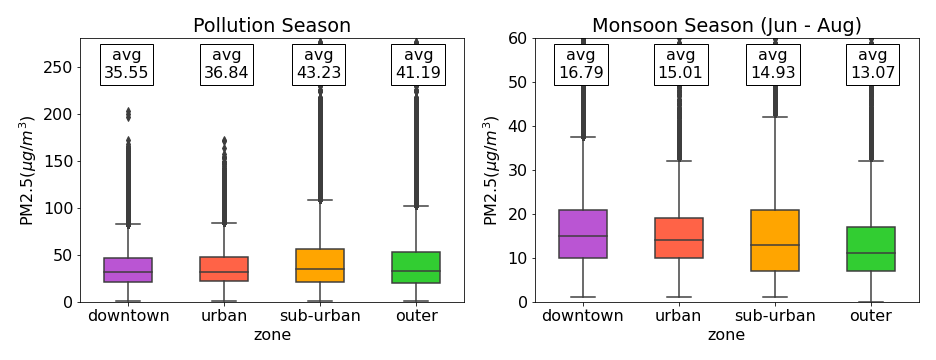 Pollution Season
PM2.5(μg/m³)
250
200
150
100
50
0
avg
35.55
avg
36.84
avg
43.23
avg
41.19
downtown urban sub-urban outer
zone
Monsoon Season (Jun - Aug)
PM2.5(μg/m³)
60
50
40
30
20
10
0
avg
16.79
avg
15.01
avg
14.93
avg
13.07
downtown urban sub-urban outer
zone